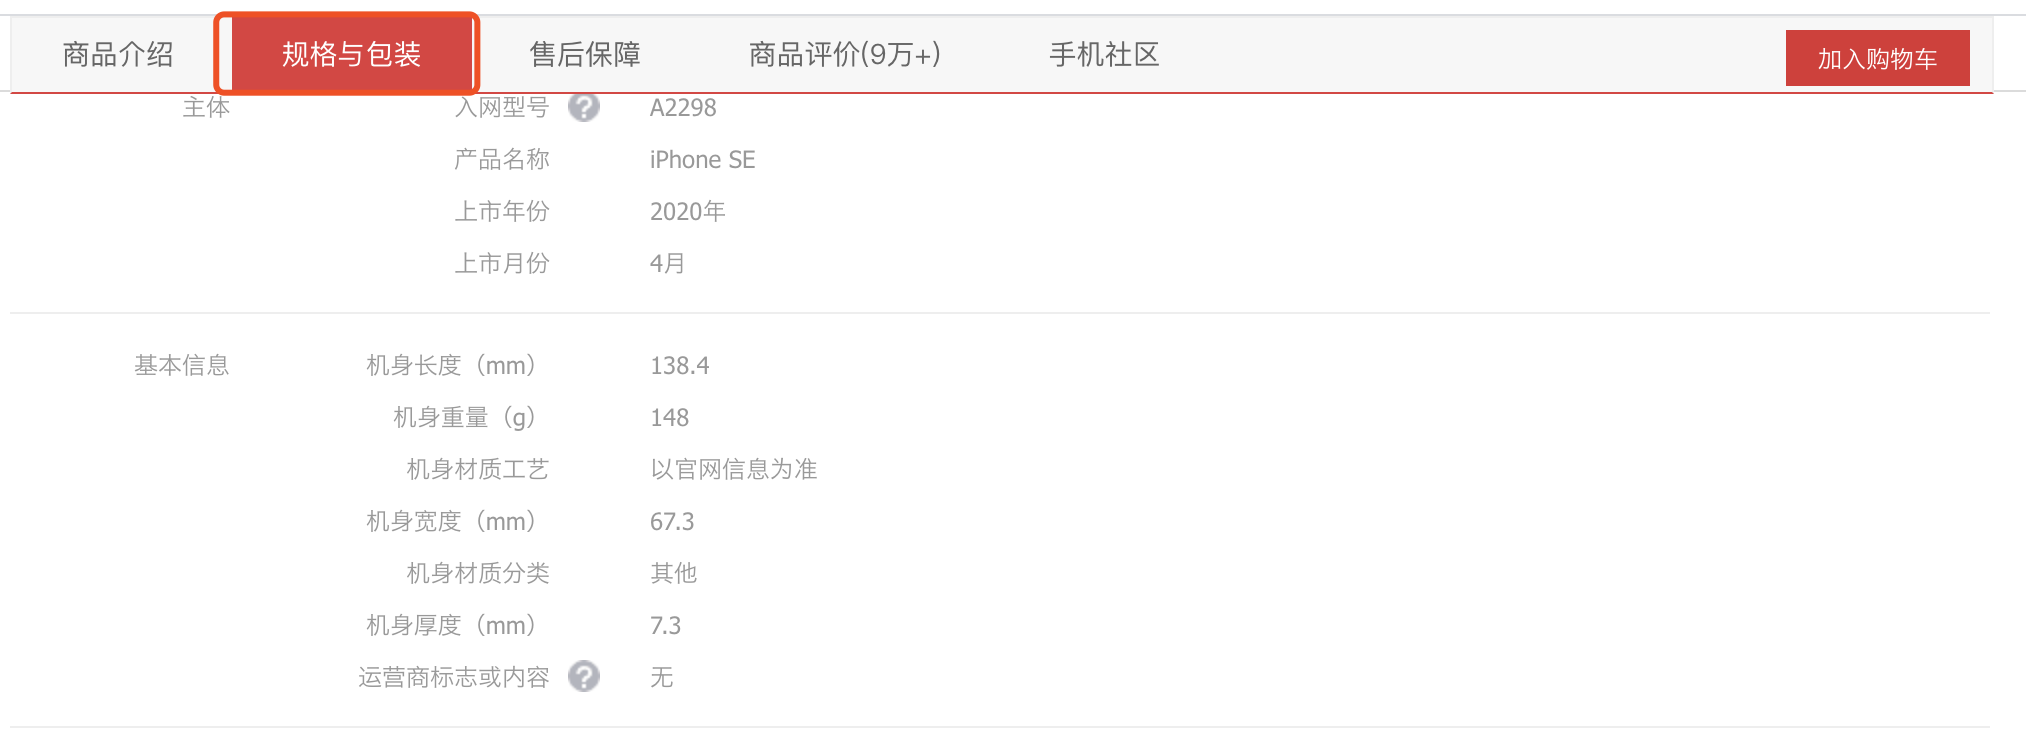 商品介绍 规格与包装 售后保障 商品评价(9万+) 手机社区 加入购物车
主体 入网型号 ? A2298
产品名称 iPhone SE
上市年份 2020年
上市月份 4月
基本信息 机身长度（mm） 138.4
机身重量（g） 148
机身材质工艺 以官网信息为准
机身宽度（mm） 67.3
机身材质分类 其他
机身厚度（mm） 7.3
运营商标志或内容 ? 无